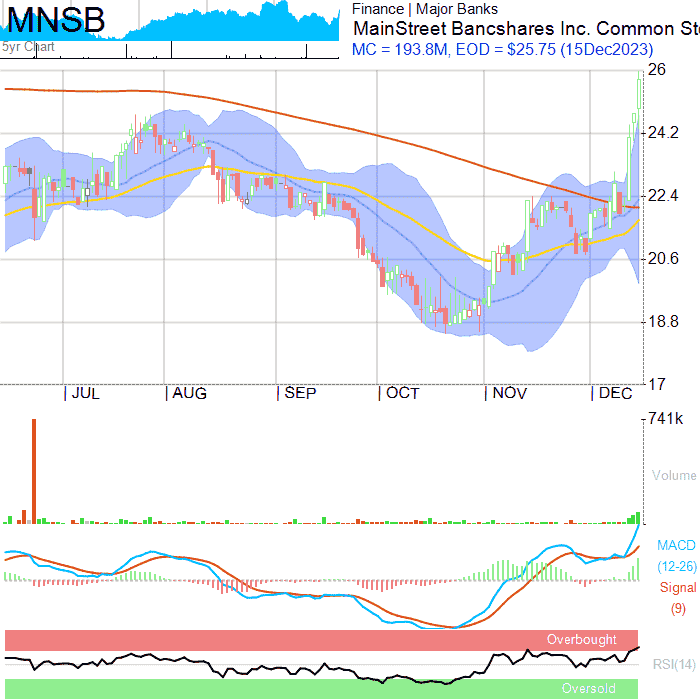 MNSB
5yr Chart
Finance | Major Banks
MainStreet Bancshares Inc. Common Sto
MC = 193.8M, EOD = $25.75 (15Dec2023)
26
24.2
22.4
20.6
18.8
17
JUL
AUG
SEP
OCT
NOV
DEC
741k
Volume
MACD
(12-26)
Signal
(9)
Overbought
RSI(14)
Oversold